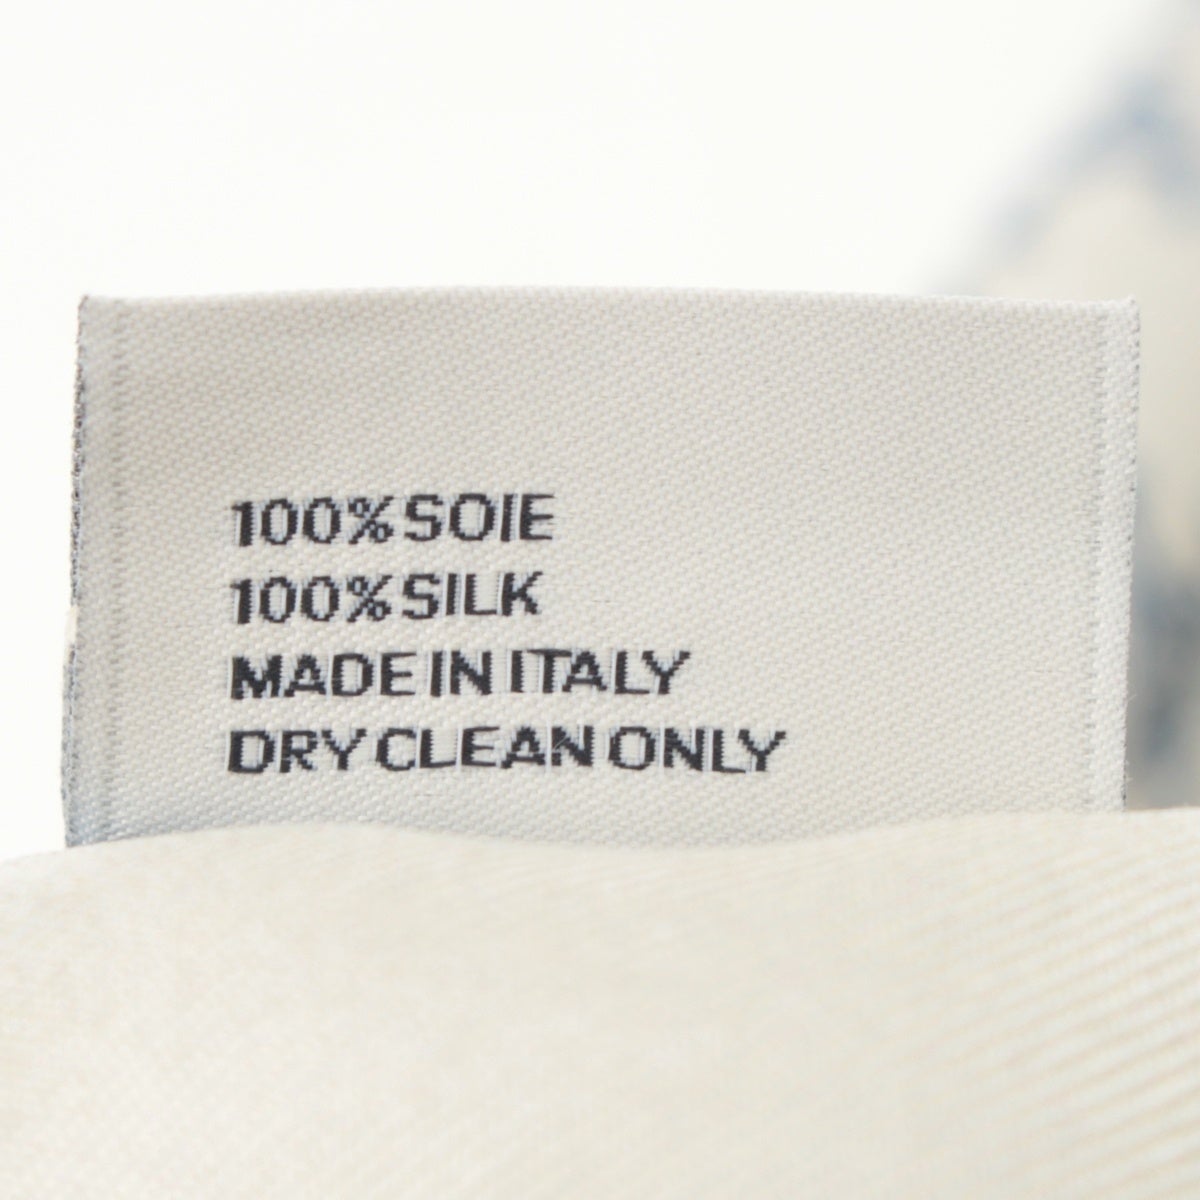 100% SOIE
100% SILK
MADE IN ITALY
DRY CLEAN ONLY